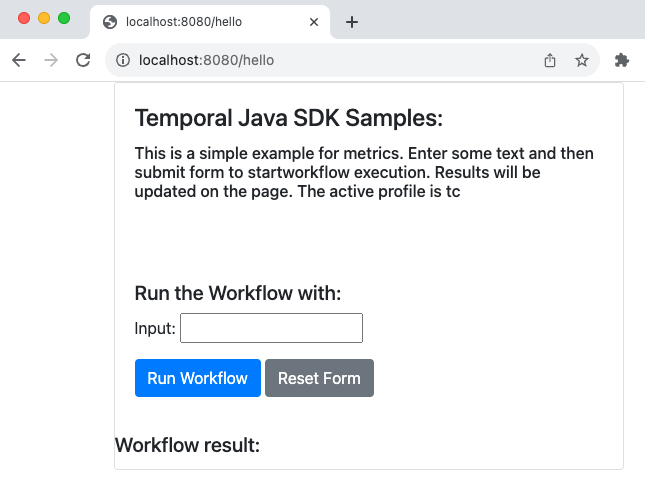 localhost:8080/hello
localhost:8080/hello
Temporal Java SDK Samples:
This is a simple example for metrics. Enter some text and then
submit form to startworkflow execution. Results will be
updated on the page. The active profile is tc
Run the Workflow with:
Input:
Run Workflow Reset Form
Workflow result: